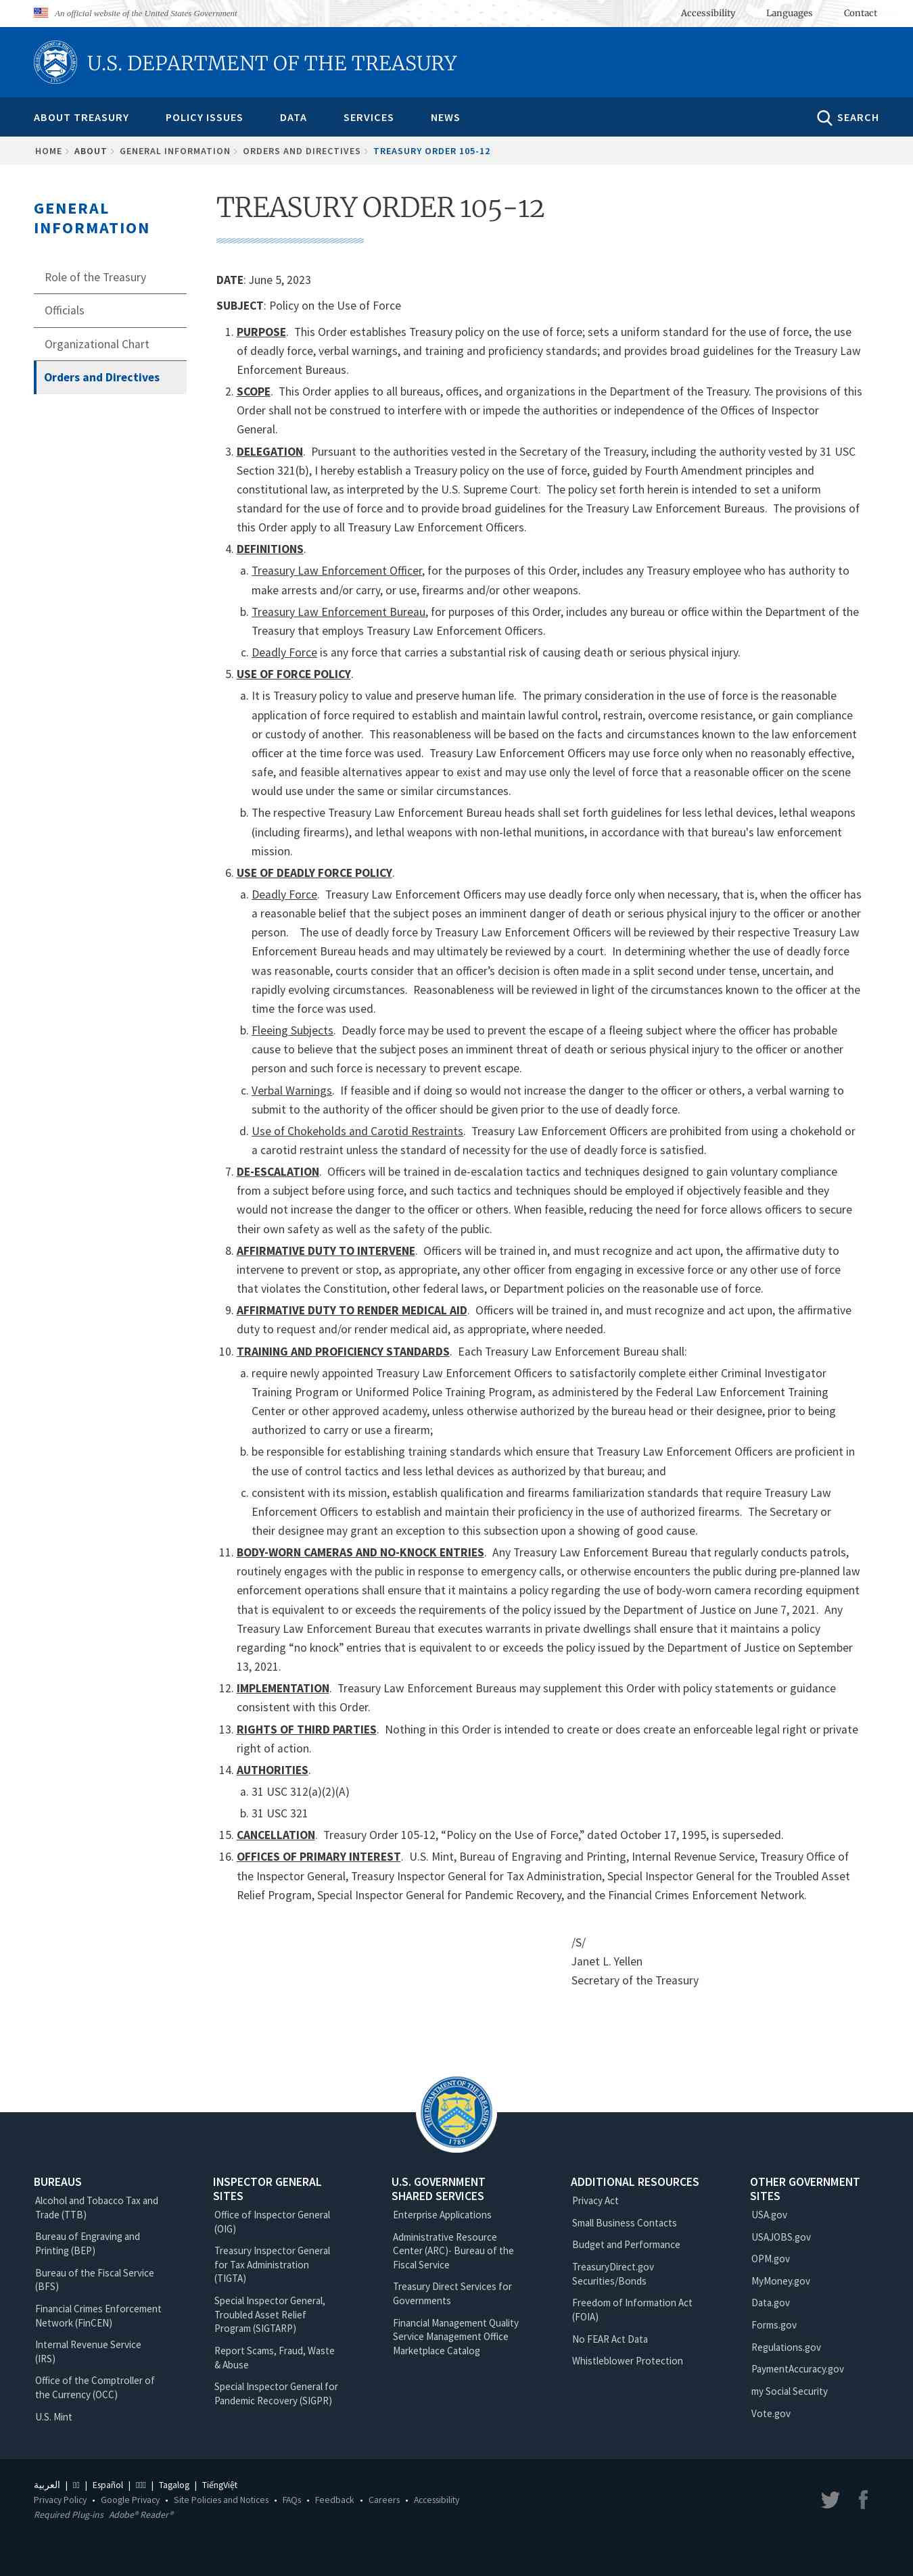 An official website of the United States Government
Accessibility Languages Contact
U.S. DEPARTMENT OF THE TREASURY
ABOUT TREASURY POLICY ISSUES DATA SERVICES NEWS SEARCH
HOME ABOUT GENERAL INFORMATION ORDERS AND DIRECTIVES TREASURY ORDER 105-12
GENERAL
INFORMATION
Role of the Treasury
Officials
Organizational Chart
Orders and Directives
TREASURY ORDER 105-12
DATE: June 5, 2023
SUBJECT: Policy on the Use of Force
1. PURPOSE. This Order establishes Treasury policy on the use of force; sets a uniform standard for the use of force, the use
of deadly force, verbal warnings, and training and proficiency standards; and provides broad guidelines for the Treasury Law
Enforcement Bureaus.
2. SCOPE. This Order applies to all bureaus, offices, and organizations in the Department of the Treasury. The provisions of this
Order shall not be construed to interfere with or impede the authorities or independence of the Offices of Inspector
General.
3. DELEGATION. Pursuant to the authorities vested in the Secretary of the Treasury, including the authority vested by 31 USC
Section 321(b), I hereby establish a Treasury policy on the use of force, guided by Fourth Amendment principles and
constitutional law, as interpreted by the U.S. Supreme Court. The policy set forth herein is intended to set a uniform
standard for the use of force and to provide broad guidelines for the Treasury Law Enforcement Bureaus. The provisions of
this Order apply to all Treasury Law Enforcement Officers.
4. DEFINITIONS.
a. Treasury Law Enforcement Officer, for the purposes of this Order, includes any Treasury employee who has authority to
make arrests and/or carry, or use, firearms and/or other weapons.
b. Treasury Law Enforcement Bureau, for purposes of this Order, includes any bureau or office within the Department of the
Treasury that employs Treasury Law Enforcement Officers.
c. Deadly Force is any force that carries a substantial risk of causing death or serious physical injury.
5. USE OF FORCE POLICY.
a. It is Treasury policy to value and preserve human life. The primary consideration in the use of force is the reasonable
application of force required to establish and maintain lawful control, restrain, overcome resistance, or gain compliance
or custody of another. This reasonableness will be based on the facts and circumstances known to the law enforcement
officer at the time force was used. Treasury Law Enforcement Officers may use force only when no reasonably effective,
safe, and feasible alternatives appear to exist and may use only the level of force that a reasonable officer on the scene
would use under the same or similar circumstances.
b. The respective Treasury Law Enforcement Bureau heads shall set forth guidelines for less lethal devices, lethal weapons
(including firearms), and lethal weapons with non-lethal munitions, in accordance with that bureau's law enforcement
mission.
6. USE OF DEADLY FORCE POLICY.
a. Deadly Force. Treasury Law Enforcement Officers may use deadly force only when necessary, that is, when the officer has
a reasonable belief that the subject poses an imminent danger of death or serious physical injury to the officer or another
person. The use of deadly force by Treasury Law Enforcement Officers will be reviewed by their respective Treasury Law
Enforcement Bureau heads and may ultimately be reviewed by a court. In determining whether the use of deadly force
was reasonable, courts consider that an officer’s decision is often made in a split second under tense, uncertain, and
rapidly evolving circumstances. Reasonableness will be reviewed in light of the circumstances known to the officer at the
time the force was used.
b. Fleeing Subjects. Deadly force may be used to prevent the escape of a fleeing subject where the officer has probable
cause to believe that the subject poses an imminent threat of death or serious physical injury to the officer or another
person and such force is necessary to prevent escape.
c. Verbal Warnings. If feasible and if doing so would not increase the danger to the officer or others, a verbal warning to
submit to the authority of the officer should be given prior to the use of deadly force.
d. Use of Chokeholds and Carotid Restraints. Treasury Law Enforcement Officers are prohibited from using a chokehold or
a carotid restraint unless the standard of necessity for the use of deadly force is satisfied.
7. DE-ESCALATION. Officers will be trained in de-escalation tactics and techniques designed to gain voluntary compliance
from a subject before using force, and such tactics and techniques should be employed if objectively feasible and they
would not increase the danger to the officer or others. When feasible, reducing the need for force allows officers to secure
their own safety as well as the safety of the public.
8. AFFIRMATIVE DUTY TO INTERVENE. Officers will be trained in, and must recognize and act upon, the affirmative duty to
intervene to prevent or stop, as appropriate, any other officer from engaging in excessive force or any other use of force
that violates the Constitution, other federal laws, or Department policies on the reasonable use of force.
9. AFFIRMATIVE DUTY TO RENDER MEDICAL AID. Officers will be trained in, and must recognize and act upon, the affirmative
duty to request and/or render medical aid, as appropriate, where needed.
10. TRAINING AND PROFICIENCY STANDARDS. Each Treasury Law Enforcement Bureau shall:
a. require newly appointed Treasury Law Enforcement Officers to satisfactorily complete either Criminal Investigator
Training Program or Uniformed Police Training Program, as administered by the Federal Law Enforcement Training
Center or other approved academy, unless otherwise authorized by the bureau head or their designee, prior to being
authorized to carry or use a firearm;
b. be responsible for establishing training standards which ensure that Treasury Law Enforcement Officers are proficient in
the use of control tactics and less lethal devices as authorized by that bureau; and
c. consistent with its mission, establish qualification and firearms familiarization standards that require Treasury Law
Enforcement Officers to establish and maintain their proficiency in the use of authorized firearms. The Secretary or
their designee may grant an exception to this subsection upon a showing of good cause.
11. BODY-WORN CAMERAS AND NO-KNOCK ENTRIES. Any Treasury Law Enforcement Bureau that regularly conducts patrols,
routinely engages with the public in response to emergency calls, or otherwise encounters the public during pre-planned law
enforcement operations shall ensure that it maintains a policy regarding the use of body-worn camera recording equipment
that is equivalent to or exceeds the requirements of the policy issued by the Department of Justice on June 7, 2021. Any
Treasury Law Enforcement Bureau that executes warrants in private dwellings shall ensure that it maintains a policy
regarding “no knock” entries that is equivalent to or exceeds the policy issued by the Department of Justice on September
13, 2021.
12. IMPLEMENTATION. Treasury Law Enforcement Bureaus may supplement this Order with policy statements or guidance
consistent with this Order.
13. RIGHTS OF THIRD PARTIES. Nothing in this Order is intended to create or does create an enforceable legal right or private
right of action.
14. AUTHORITIES.
a. 31 USC 312(a)(2)(A)
b. 31 USC 321
15. CANCELLATION. Treasury Order 105-12, “Policy on the Use of Force,” dated October 17, 1995, is superseded.
16. OFFICES OF PRIMARY INTEREST. U.S. Mint, Bureau of Engraving and Printing, Internal Revenue Service, Treasury Office of
the Inspector General, Treasury Inspector General for Tax Administration, Special Inspector General for the Troubled Asset
Relief Program, Special Inspector General for Pandemic Recovery, and the Financial Crimes Enforcement Network.
/S/
Janet L. Yellen
Secretary of the Treasury
THE DEPARTMENT OF THE TREASURY
1789
BUREAUS
Alcohol and Tobacco Tax and
Trade (TTB)
Bureau of Engraving and
Printing (BEP)
Bureau of the Fiscal Service
(BFS)
Financial Crimes Enforcement
Network (FinCEN)
Internal Revenue Service
(IRS)
Office of the Comptroller of
the Currency (OCC)
U.S. Mint
INSPECTOR GENERAL
SITES
Office of Inspector General
(OIG)
Treasury Inspector General
for Tax Administration
(TIGTA)
Special Inspector General,
Troubled Asset Relief
Program (SIGTARP)
Report Scams, Fraud, Waste
& Abuse
Special Inspector General for
Pandemic Recovery (SIGPR)
U.S. GOVERNMENT
SHARED SERVICES
Enterprise Applications
Administrative Resource
Center (ARC)- Bureau of the
Fiscal Service
Treasury Direct Services for
Governments
Financial Management Quality
Service Management Office
Marketplace Catalog
ADDITIONAL RESOURCES
Privacy Act
Small Business Contacts
Budget and Performance
TreasuryDirect.gov
Securities/Bonds
Freedom of Information Act
(FOIA)
No FEAR Act Data
Whistleblower Protection
OTHER GOVERNMENT
SITES
USA.gov
USAJOBS.gov
OPM.gov
MyMoney.gov
Data.gov
Forms.gov
Regulations.gov
PaymentAccuracy.gov
my Social Security
Vote.gov
العربية | | Español | | Tagalog | TiếngViệt
Privacy Policy • Google Privacy • Site Policies and Notices • FAQs • Feedback • Careers • Accessibility
Required Plug-ins Adobe® Reader®